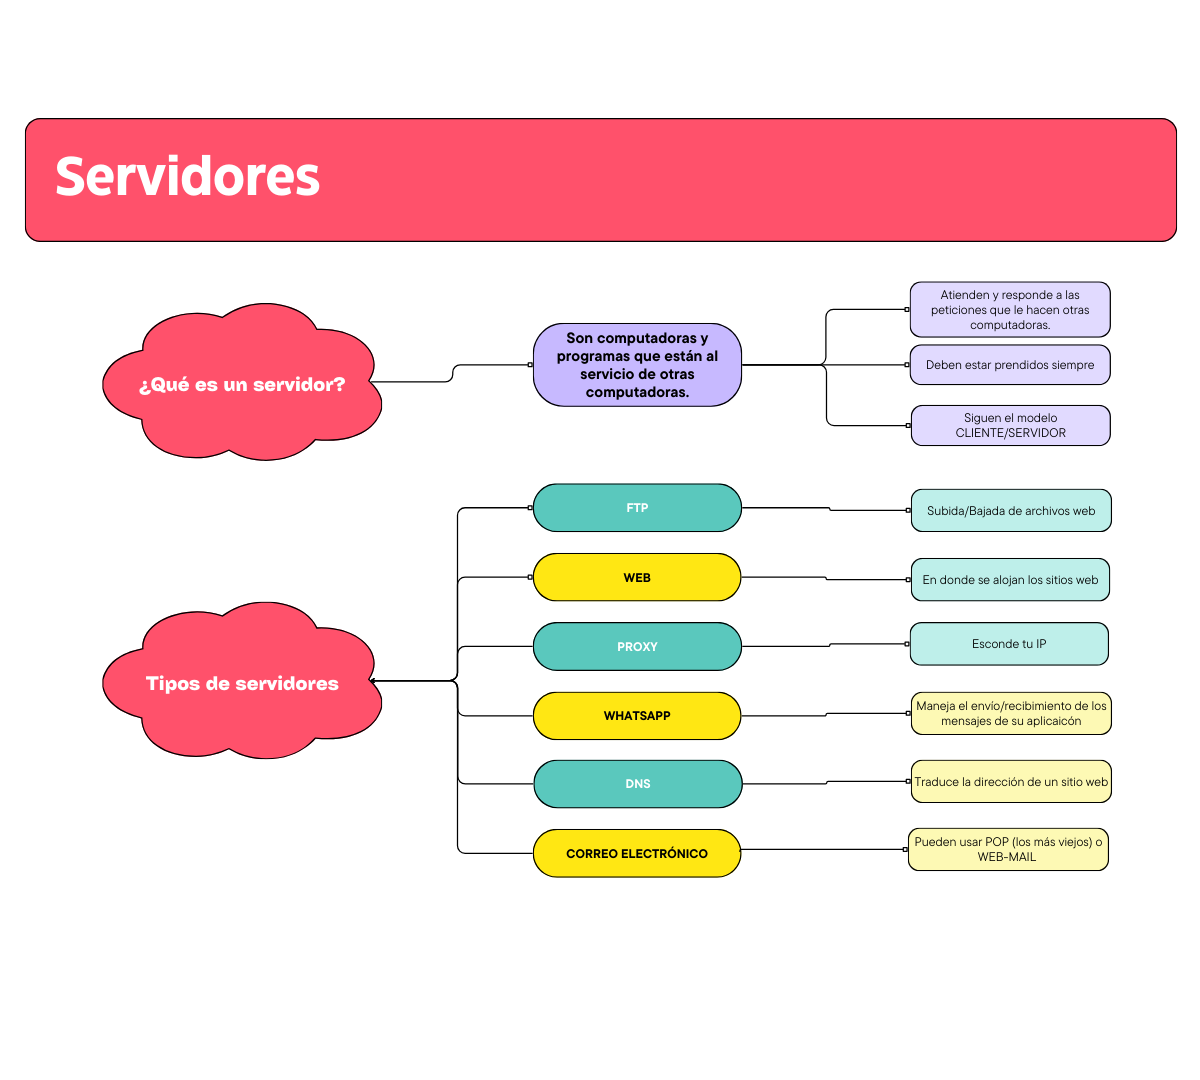 Servidores
¿Qué es un servidor?
Son computadoras y
programas que están al
servicio de otras
computadoras.
Atienden y responde a las
peticiones que le hacen otras
computadoras.
Deben estar prendidos siempre
Siguen el modelo
CLIENTE/SERVIDOR
Tipos de servidores
FTP
Subida/Bajada de archivos web
WEB
En donde se alojan los sitios web
PROXY
Esconde tu IP
WHATSAPP
Maneja el envío/recibimiento de los
mensajes de su aplicaicón
DNS
Traduce la dirección de un sitio web
CORREO ELECTRÓNICO
Pueden usar POP (los más viejos) o
WEB-MAIL